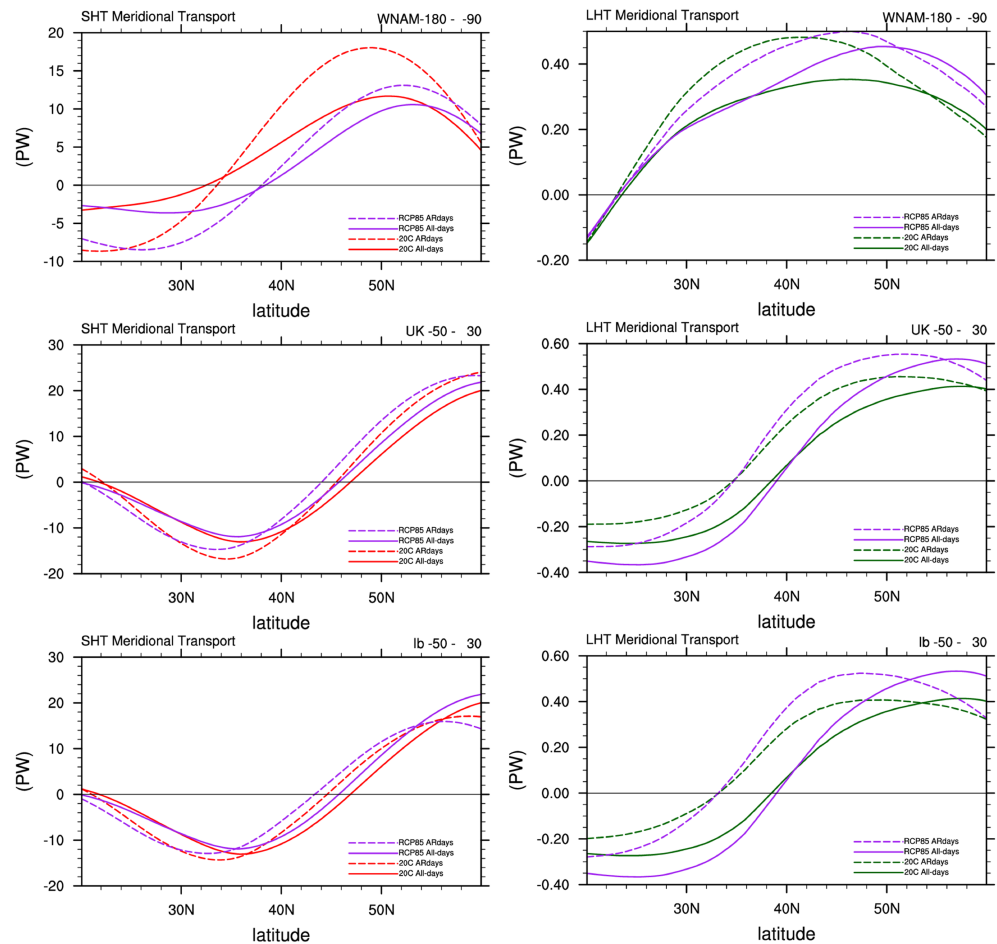 SHT Meridional Transport WNAM-180 - -90
20
15
10
5
0
-5
-10
(PW)
RCP85 ARdays
RCP85 All-days
20C ARdays
20C All-days
30N 40N 50N
latitude
LHT Meridional Transport WNAM-180 - -90
0.40
0.20
0.00
-0.20
(PW)
RCP85 ARdays
RCP85 All-days
20C ARdays
20C All-days
30N 40N 50N
latitude
SHT Meridional Transport UK -50 - 30
30
20
10
0
-10
-20
(PW)
RCP85 ARdays
RCP85 All-days
20C ARdays
20C All-days
30N 40N 50N
latitude
LHT Meridional Transport UK -50 - 30
0.60
0.40
0.20
0.00
-0.20
-0.40
(PW)
RCP85 ARdays
RCP85 All-days
20C ARdays
20C All-days
30N 40N 50N
latitude
SHT Meridional Transport Ib -50 - 30
30
20
10
0
-10
-20
(PW)
RCP85 ARdays
RCP85 All-days
20C ARdays
20C All-days
30N 40N 50N
latitude
LHT Meridional Transport Ib -50 - 30
0.60
0.40
0.20
0.00
-0.20
-0.40
(PW)
RCP85 ARdays
RCP85 All-days
20C ARdays
20C All-days
30N 40N 50N
latitude